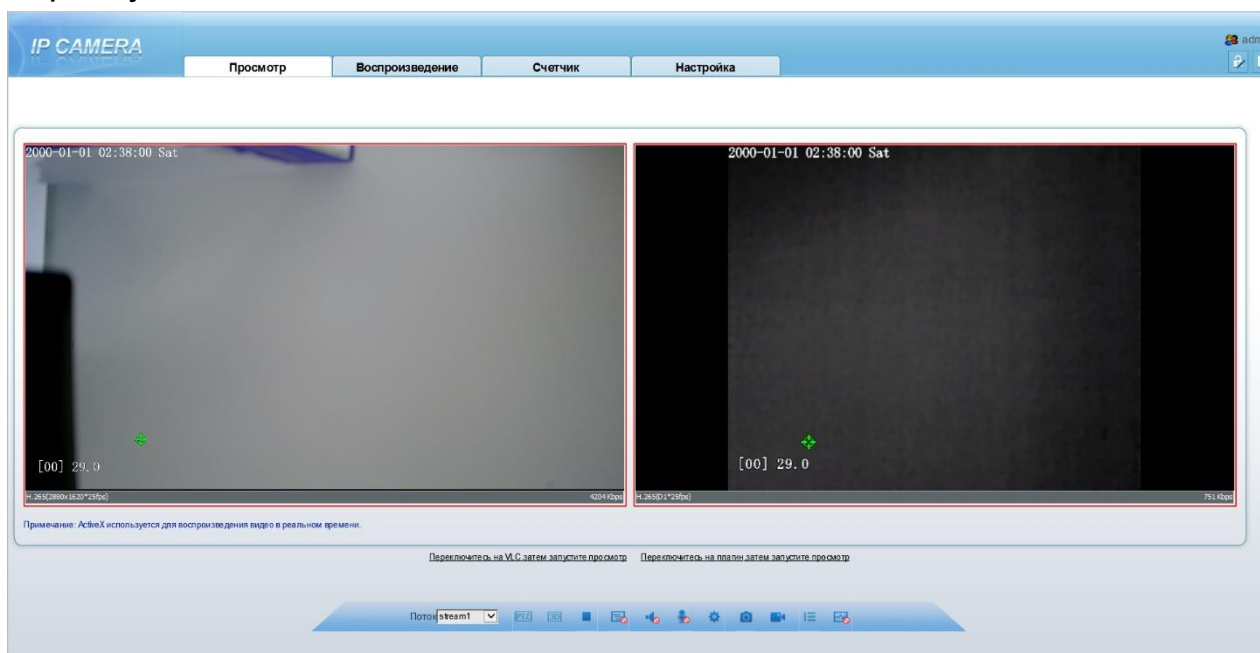 IP CAMERA
adm
Просмотр Воспроизведение Счетчик Настройка
2000-01-01 02:38:00 Sat
[00] 29.0
H.265(2880x1620*25fps) 4204 Kbps
2000-01-01 02:38:00 Sat
[00] 29.0
H.265(D1*25fps) 751 Kbps
Примечание: ActiveX используется для воспроизведения видео в реальном времени.
Переключитесь на VLC,затем запустите просмотр Переключитесь на плагин,затем запустите просмотр
Поток stream1 PTZ 3D